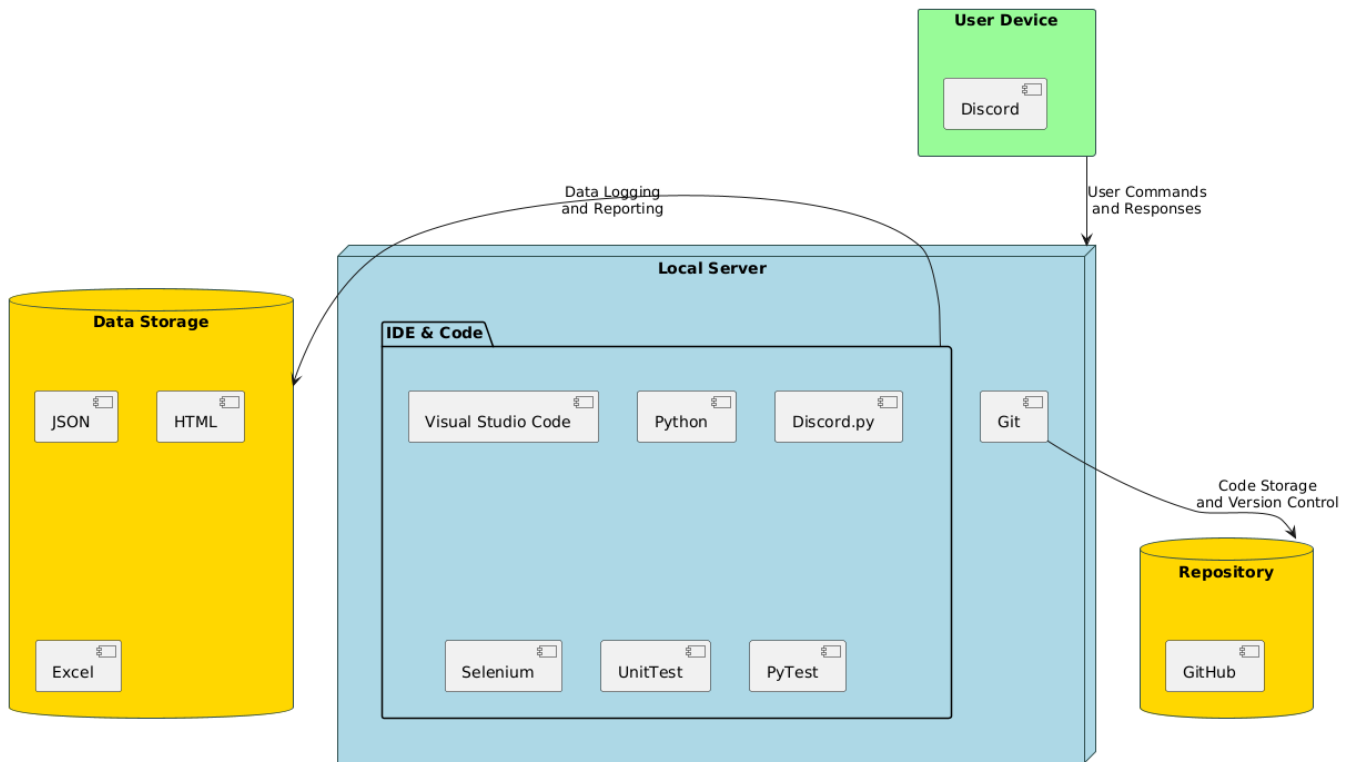 User Device
Discord
Data Logging
and Reporting
User Commands
and Responses
Local Server
Data Storage
IDE & Code
JSON
HTML
Visual Studio Code
Python
Discord.py
Git
Code Storage
and Version Control
Repository
Excel
Selenium
UnitTest
PyTest
GitHub